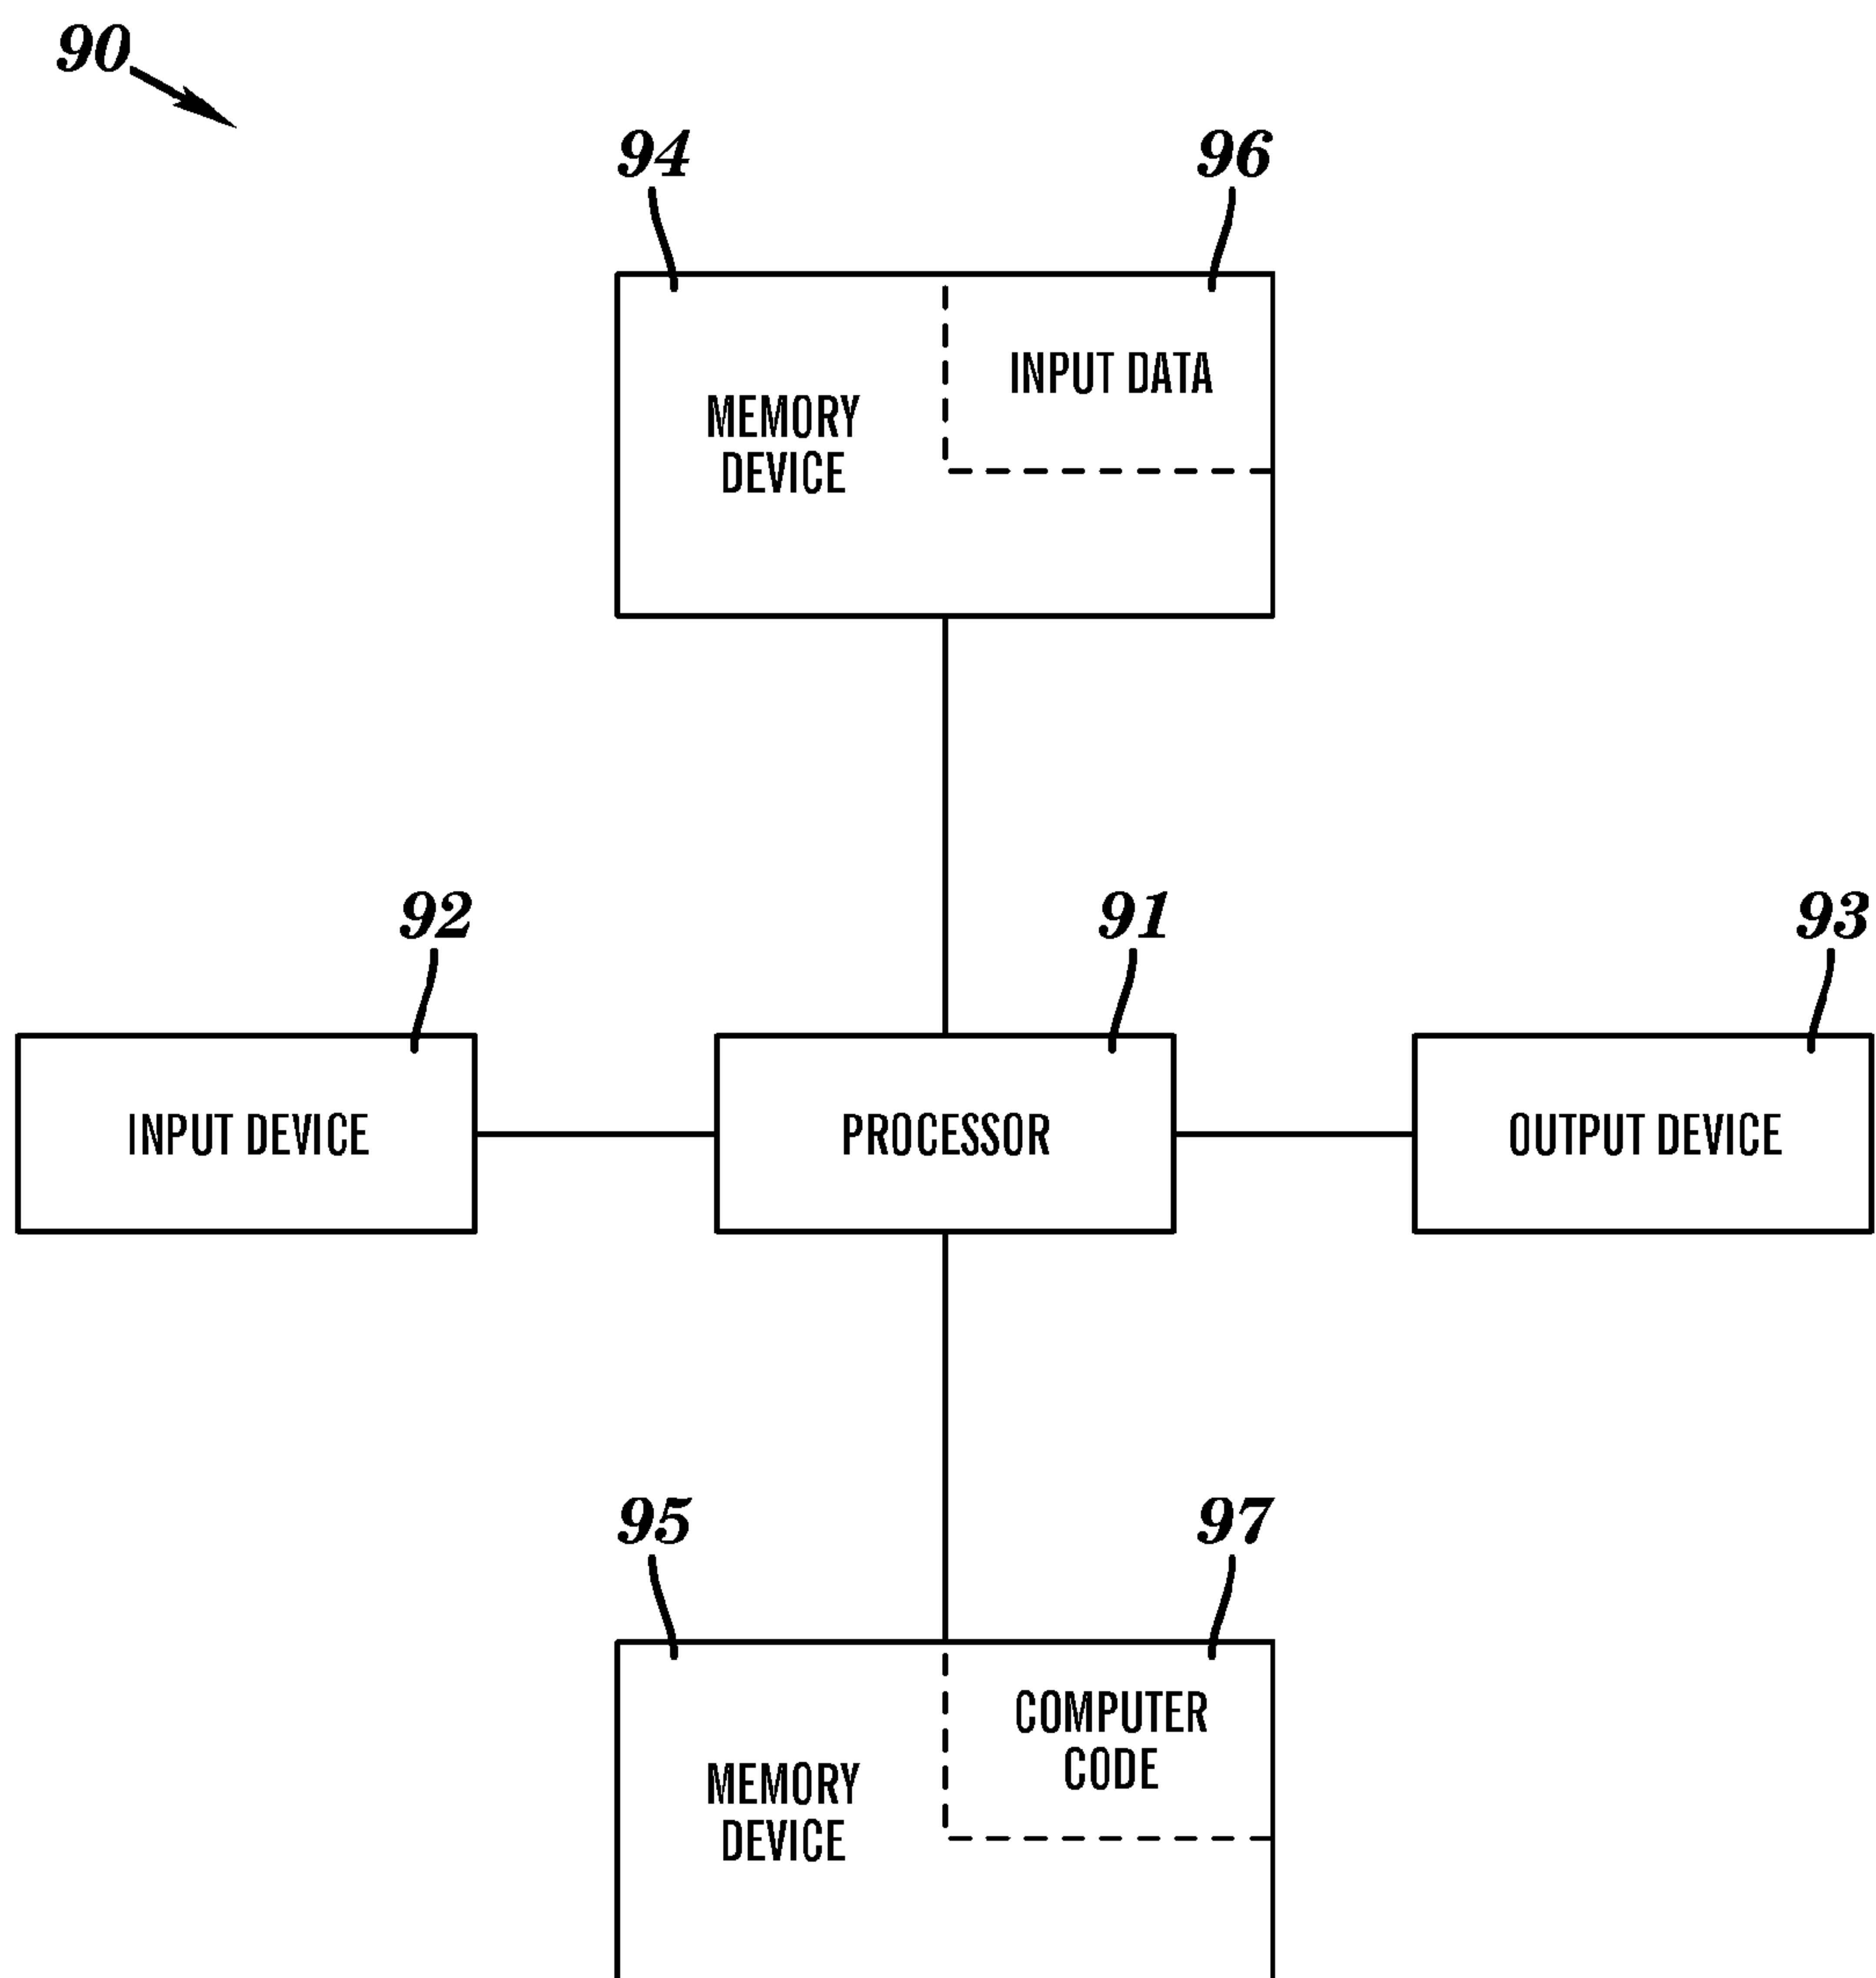 90
94
96
INPUT DATA
MEMORY
DEVICE
92
91
93
INPUT DEVICE
PROCESSOR
OUTPUT DEVICE
95
97
COMPUTER
CODE
MEMORY
DEVICE